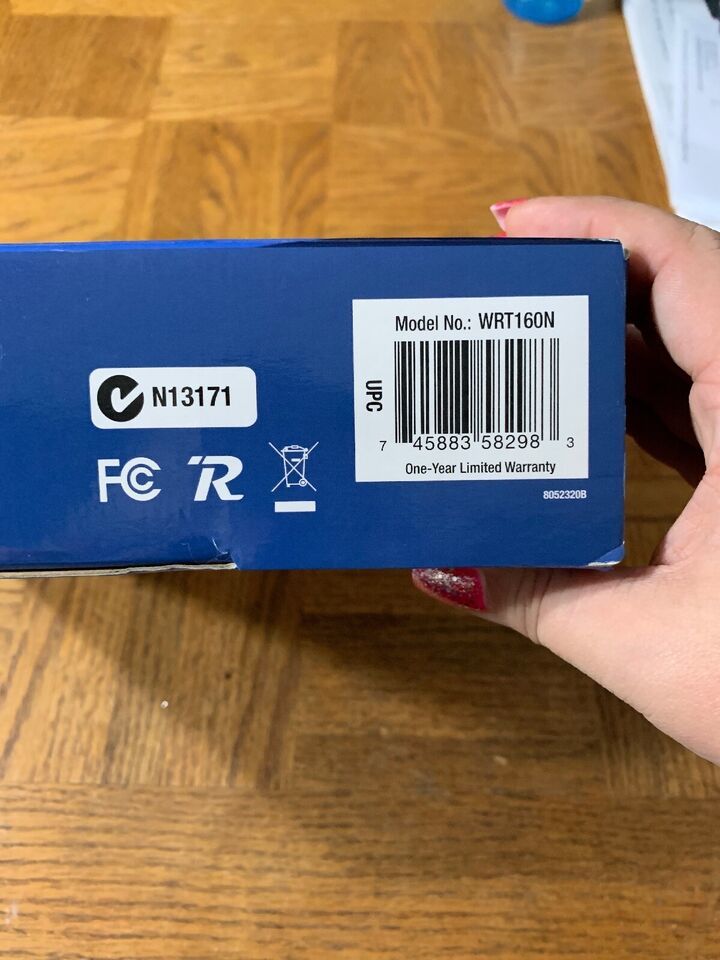 Model No.: WRT160N
UPC
7 45883 58298 3
One-Year Limited Warranty
8052320B
N13171
FC R